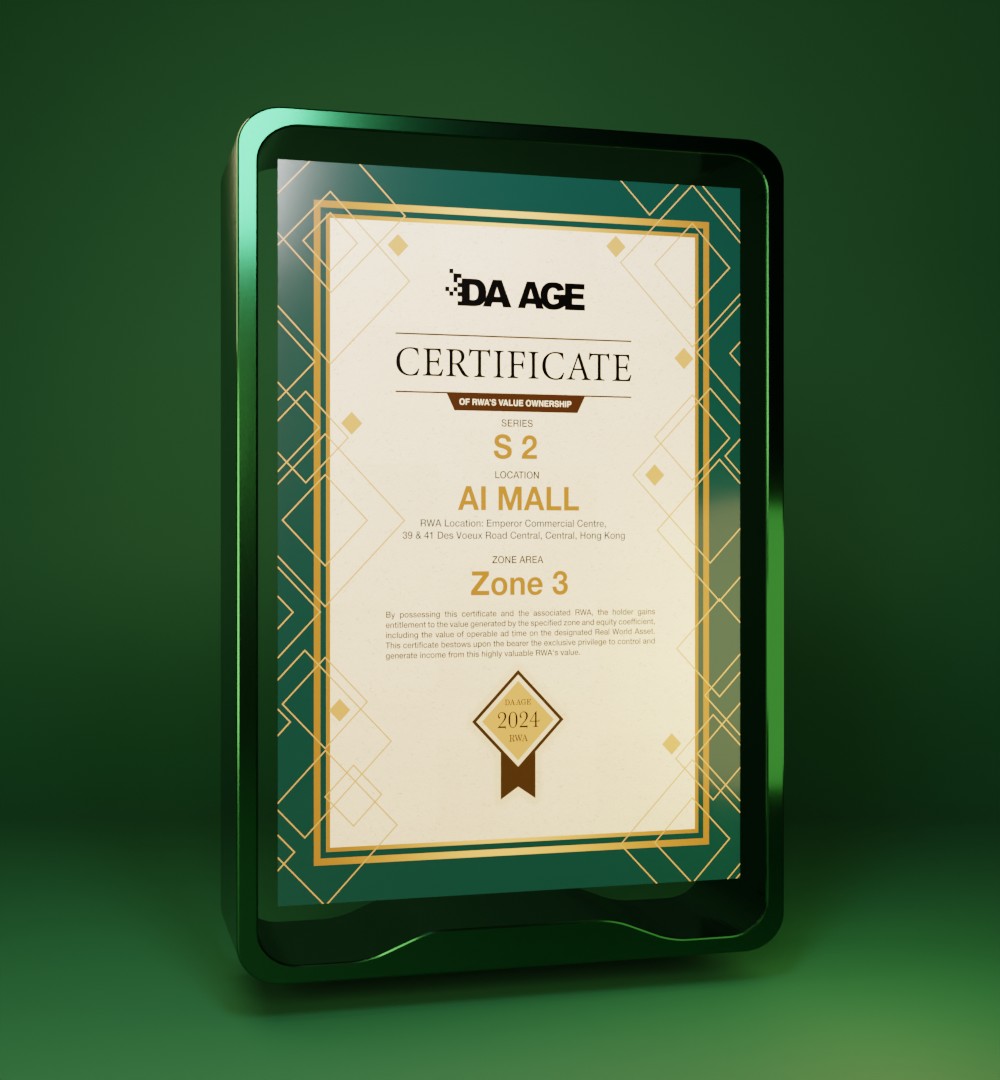 DA AGE
CERTIFICATE
OF RWA'S VALUE OWNERSHIP
SERIES
S 2
LOCATION
AI MALL
RWA Location: Emperor Commercial Centre,
39 & 41 Des Voeux Road Central, Central, Hong Kong
ZONE AREA
Zone 3
By possessing this certificate and the associated RWA, the holder gains
entitlement to the value generated by the specified zone and equity coefficient,
including the value of operable ad time on the designated Real World Asset.
This certificate bestows upon the bearer the exclusive privilege to control and
generate income from this highly valuable RWA's value.
DA AGE
2024
RWA